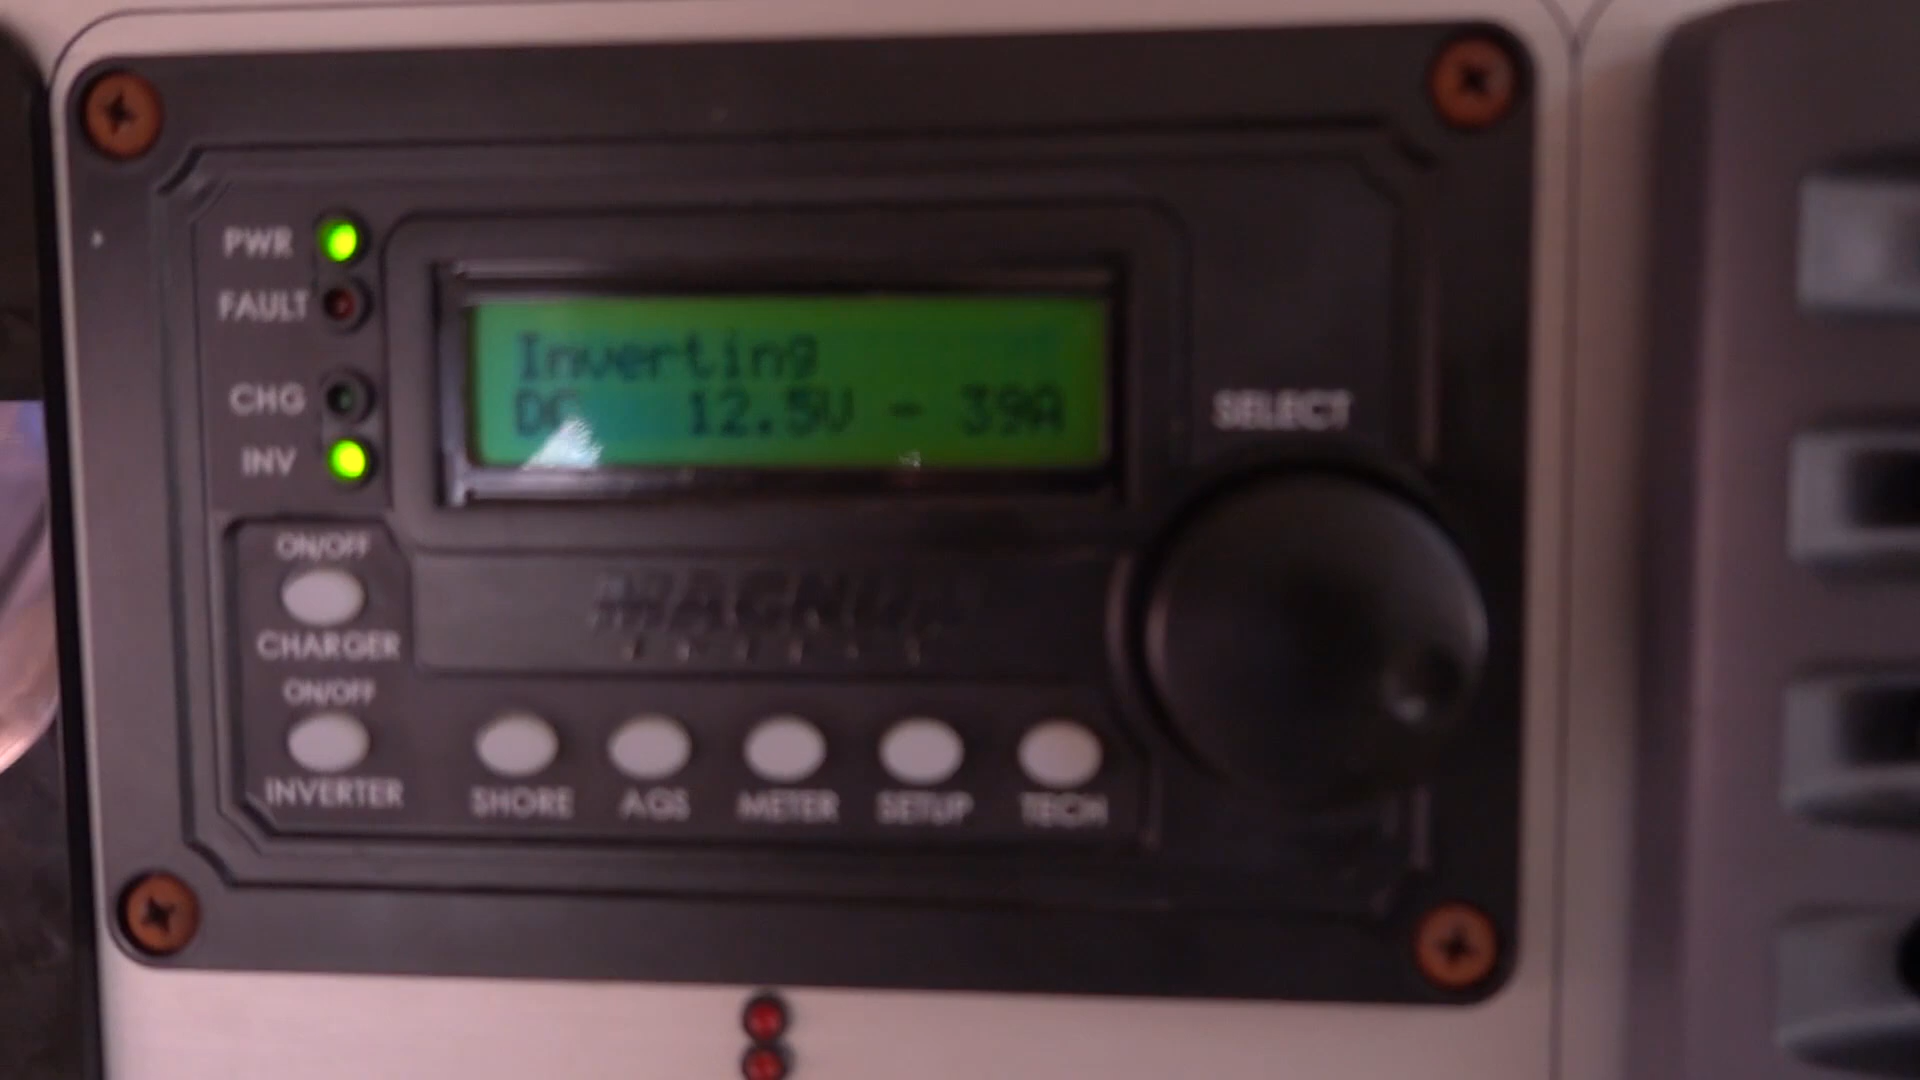 PWR
FAULT
CHG
INV
Inverting
DC 12.5V - 39A
SELECT
ON/OFF
CHARGER
ON/OFF
INVERTER
MAGNUM
SHORE
AGS
METER
SETUP
TECH